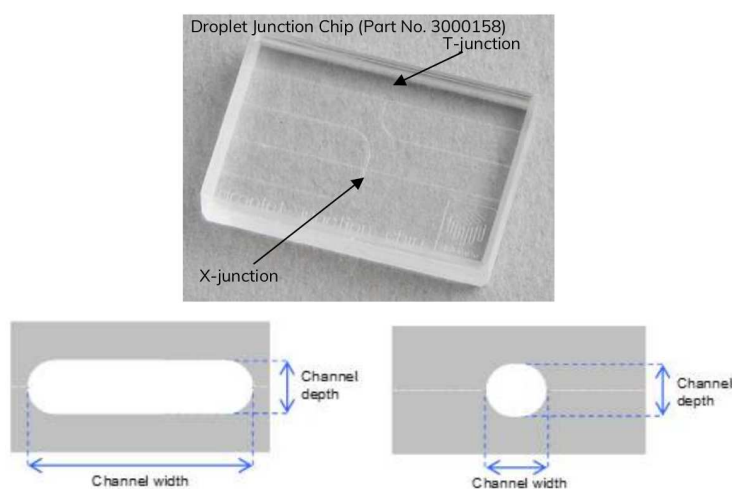 Droplet Junction Chip (Part No. 3000158)
T-junction
X-junction
Channel
depth
Channel width
Channel
depth
Channel width